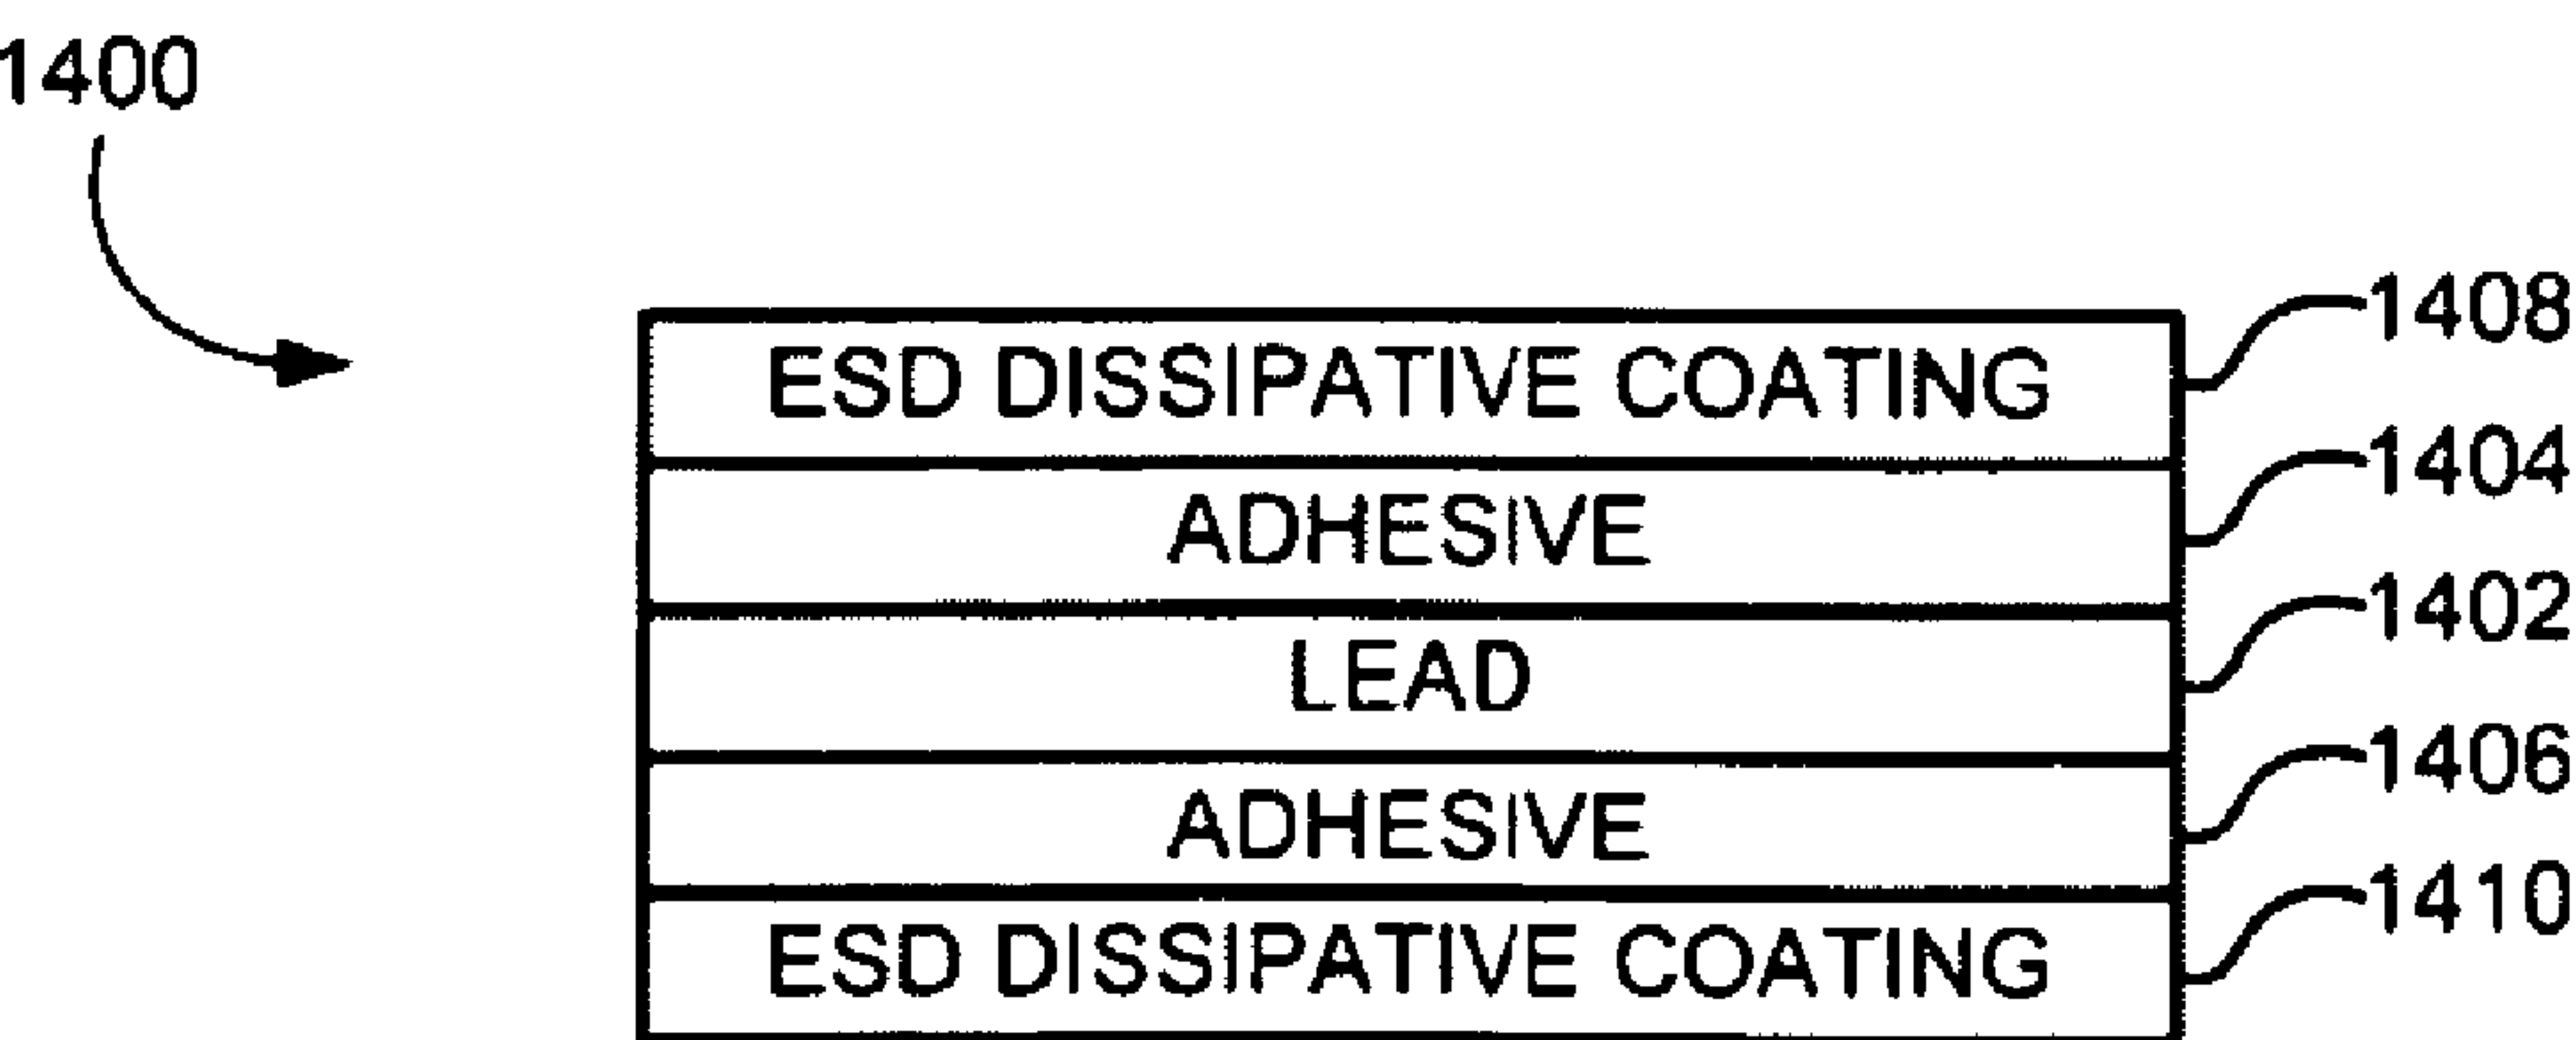 1400
ESD DISSIPATIVE COATING 1408
ADHESIVE 1404
LEAD 1402
ADHESIVE 1406
ESD DISSIPATIVE COATING 1410